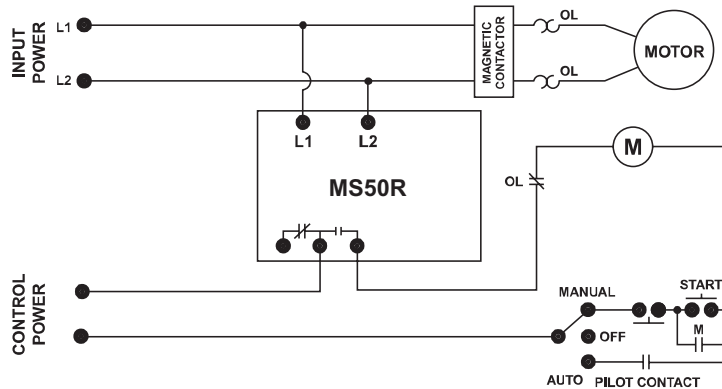 INPUT
POWER
L1
L2
MAGNETIC
CONTACTOR
OL
OL
MOTOR
L1
L2
MS50R
OL
M
CONTROL
POWER
MANUAL
OFF
AUTO
START
M
PILOT CONTACT